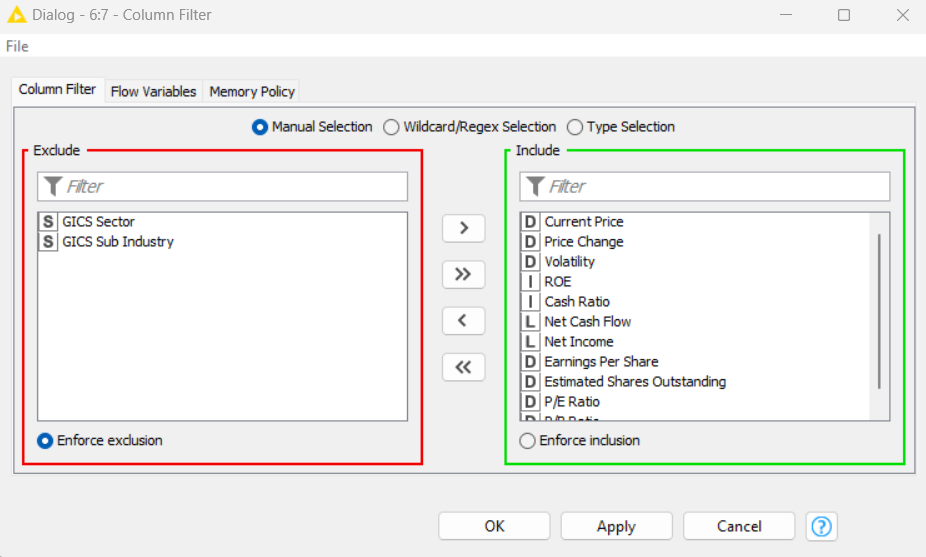 Dialog - 6:7 - Column Filter
File
Column Filter Flow Variables Memory Policy
Manual Selection Wildcard/Regex Selection Type Selection
Exclude
Filter
S GICS Sector
S GICS Sub Industry
Enforce exclusion
>
>>
<
<<
Include
Filter
D Current Price
D Price Change
D Volatility
I ROE
I Cash Ratio
L Net Cash Flow
L Net Income
D Earnings Per Share
D Estimated Shares Outstanding
D P/E Ratio
Enforce inclusion
OK Apply Cancel ?